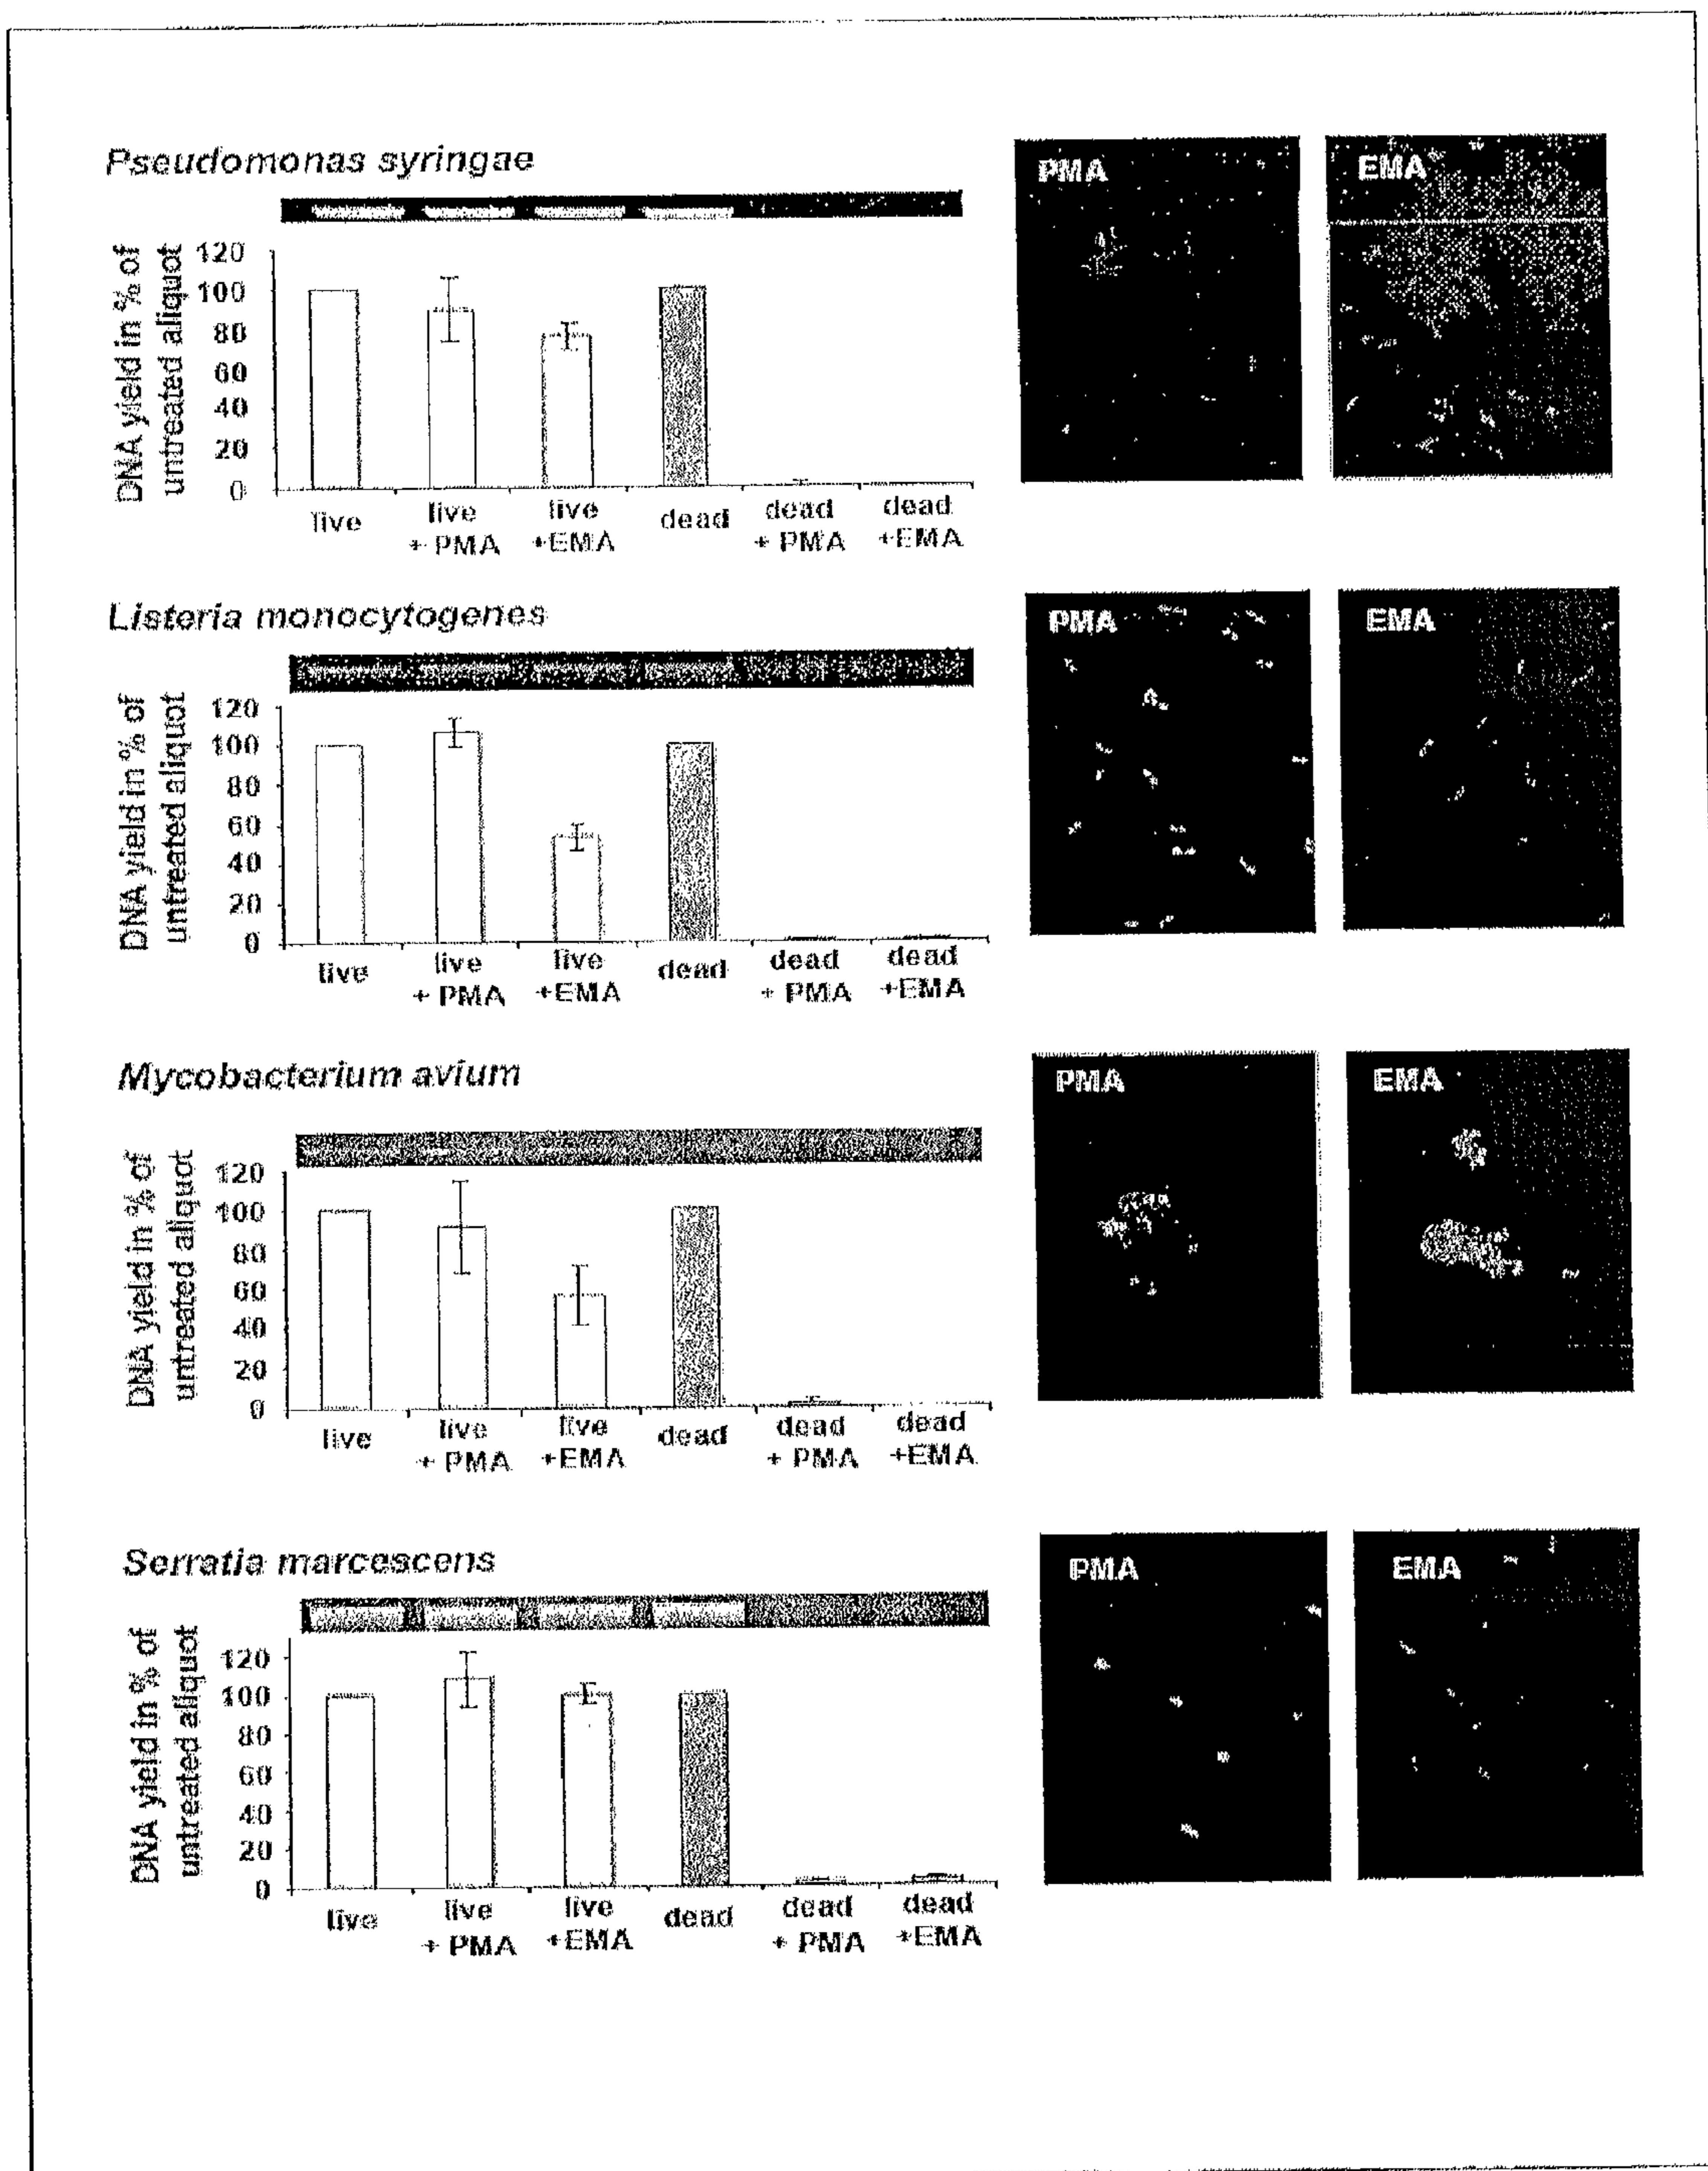 Pseudomonas syringae
PMA
EMA
DNA yield in % of
untreated aliquot
120
100
80
60
40
20
0
live
live
+ PMA
live
+EMA
dead
dead
+ PMA
dead
+EMA
Listeria monocytogenes
PMA
EMA
DNA yield in % of
untreated aliquot
120
100
80
60
40
20
0
live
live
+ PMA
live
+EMA
dead
dead
+ PMA
dead
+EMA
Mycobacterium avium
PMA
EMA
DNA yield in % of
untreated aliquot
120
100
80
60
40
20
0
live
live
+ PMA
live
+EMA
dead
dead
+ PMA
dead
+EMA
Serratia marcescens
PMA
EMA
DNA yield in % of
untreated aliquot
120
100
80
60
40
20
0
live
live
+ PMA
live
+EMA
dead
dead
+ PMA
dead
+EMA